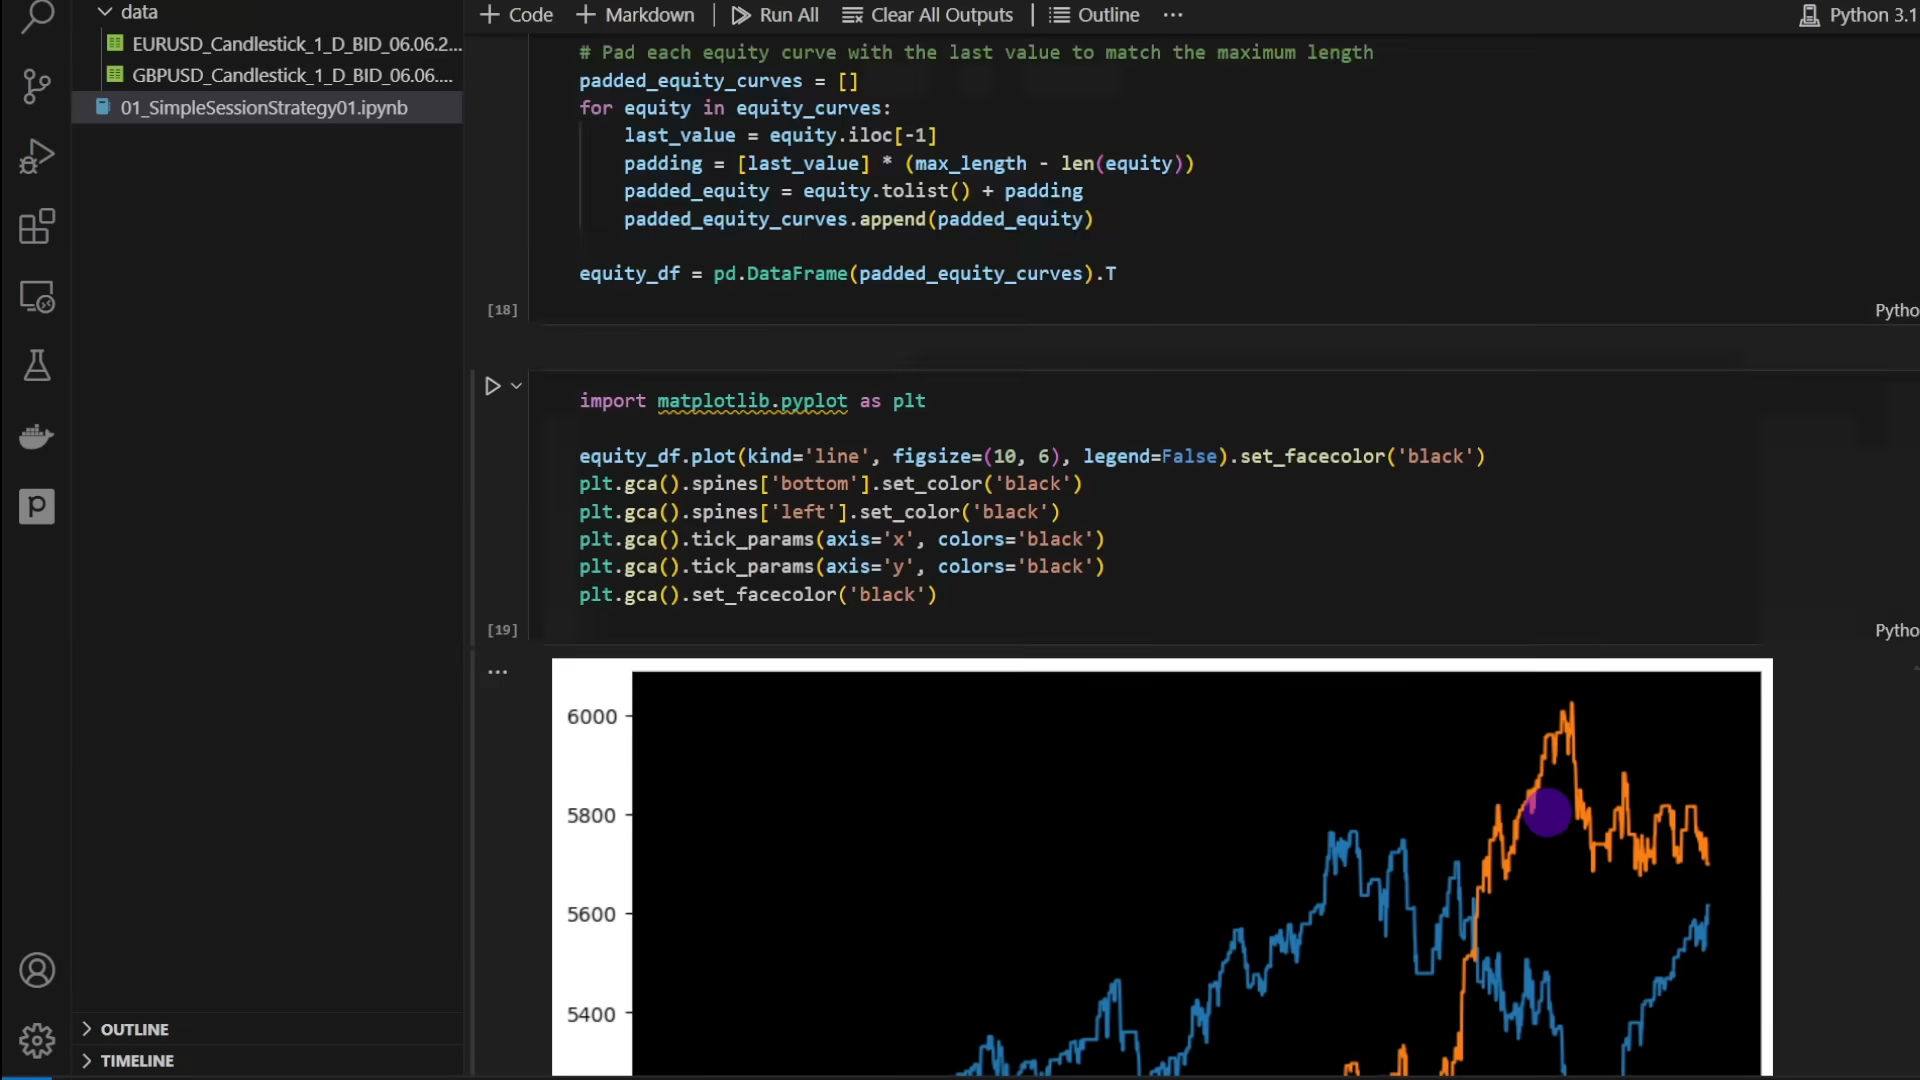 data
+ Code + Markdown | Run All Clear All Outputs | Outline ...
Python 3.1
EURUSD_Candlestick_1_D_BID_06.06.2...
GBPUSD_Candlestick_1_D_BID_06.06....
01_SimpleSessionStrategy01.ipynb
# Pad each equity curve with the last value to match the maximum length
padded_equity_curves = []
for equity in equity_curves:
last_value = equity.iloc[-1]
padding = [last_value] * (max_length - len(equity))
padded_equity = equity.tolist() + padding
padded_equity_curves.append(padded_equity)
equity_df = pd.DataFrame(padded_equity_curves).T
[18]
Pytho
import matplotlib.pyplot as plt
equity_df.plot(kind='line', figsize=(10, 6), legend=False).set_facecolor('black')
plt.gca().spines['bottom'].set_color('black')
plt.gca().spines['left'].set_color('black')
plt.gca().tick_params(axis='x', colors='black')
plt.gca().tick_params(axis='y', colors='black')
plt.gca().set_facecolor('black')
[19]
Pytho
...
6000
5800
5600
5400
p
OUTLINE
TIMELINE